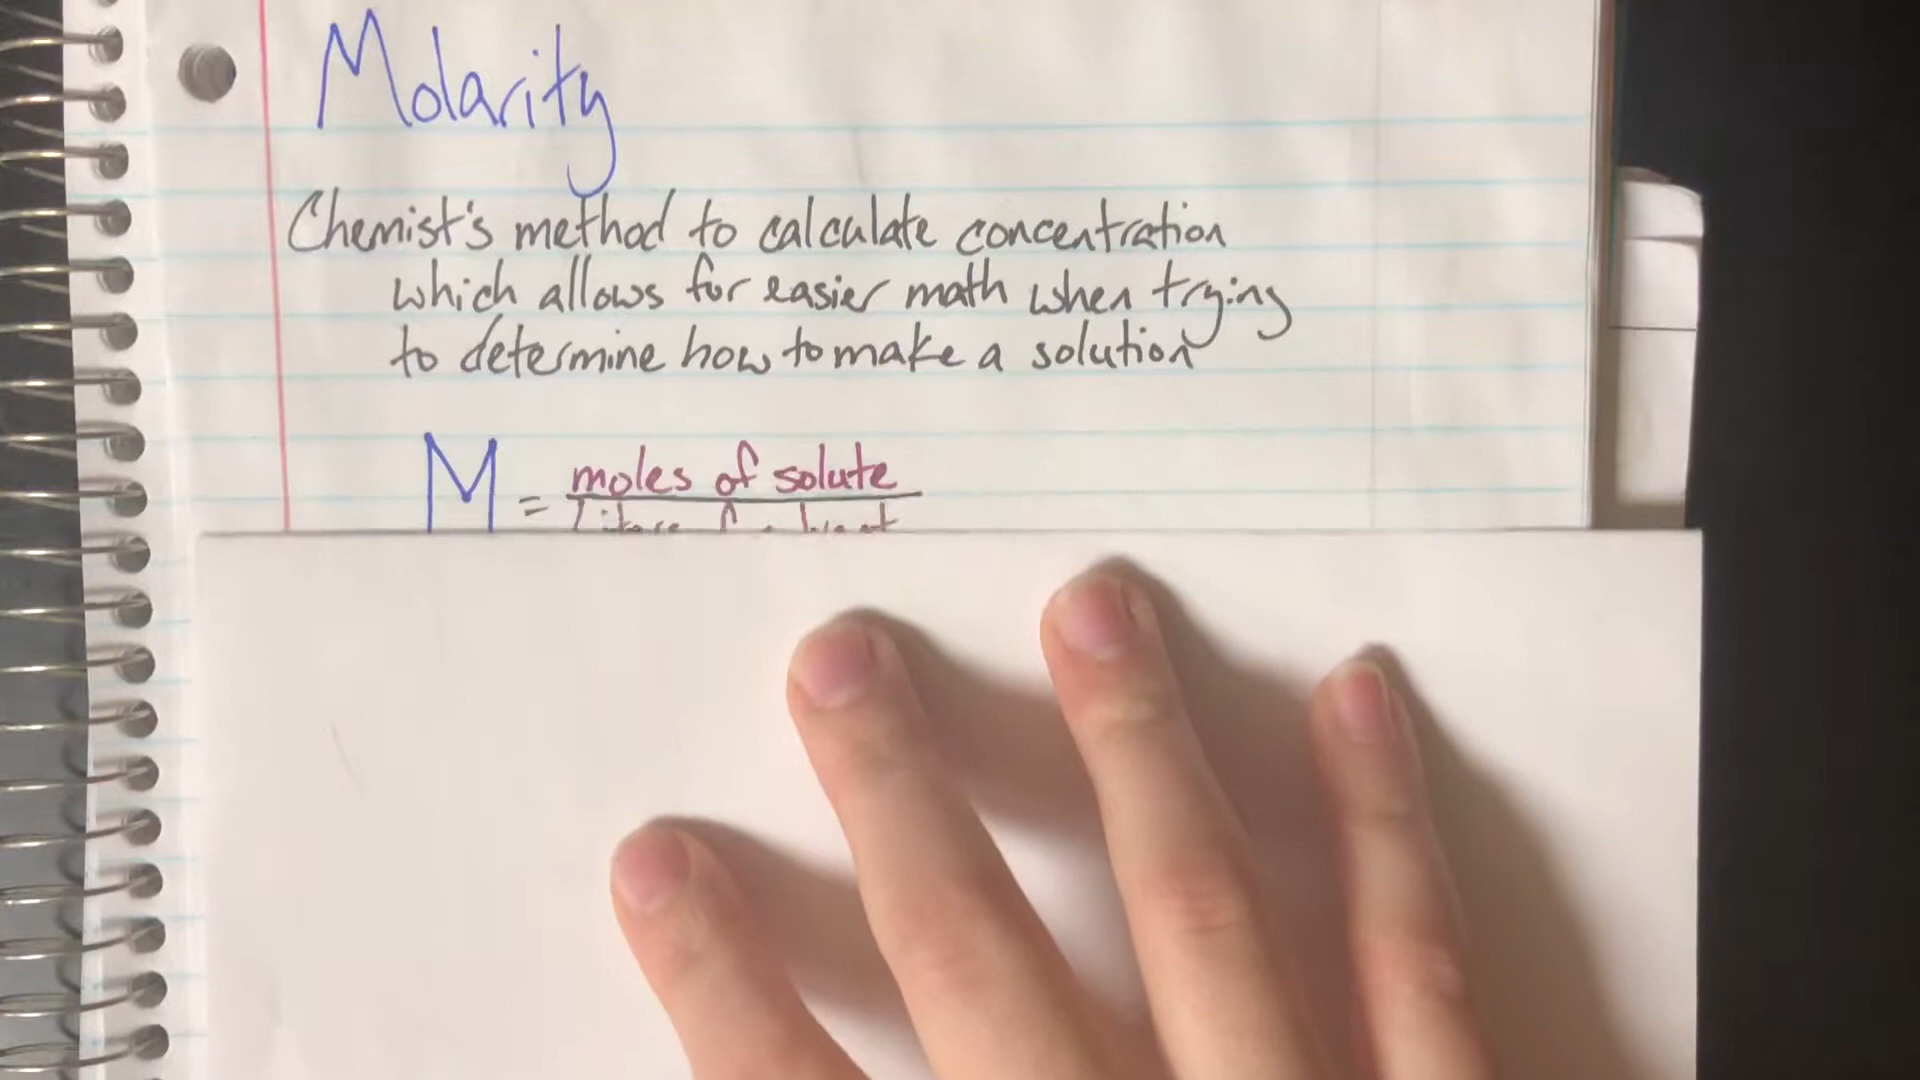 Molarity
Chemist's method to calculate concentration
which allows for easier math when trying
to determine how to make a solution
M = moles of solute